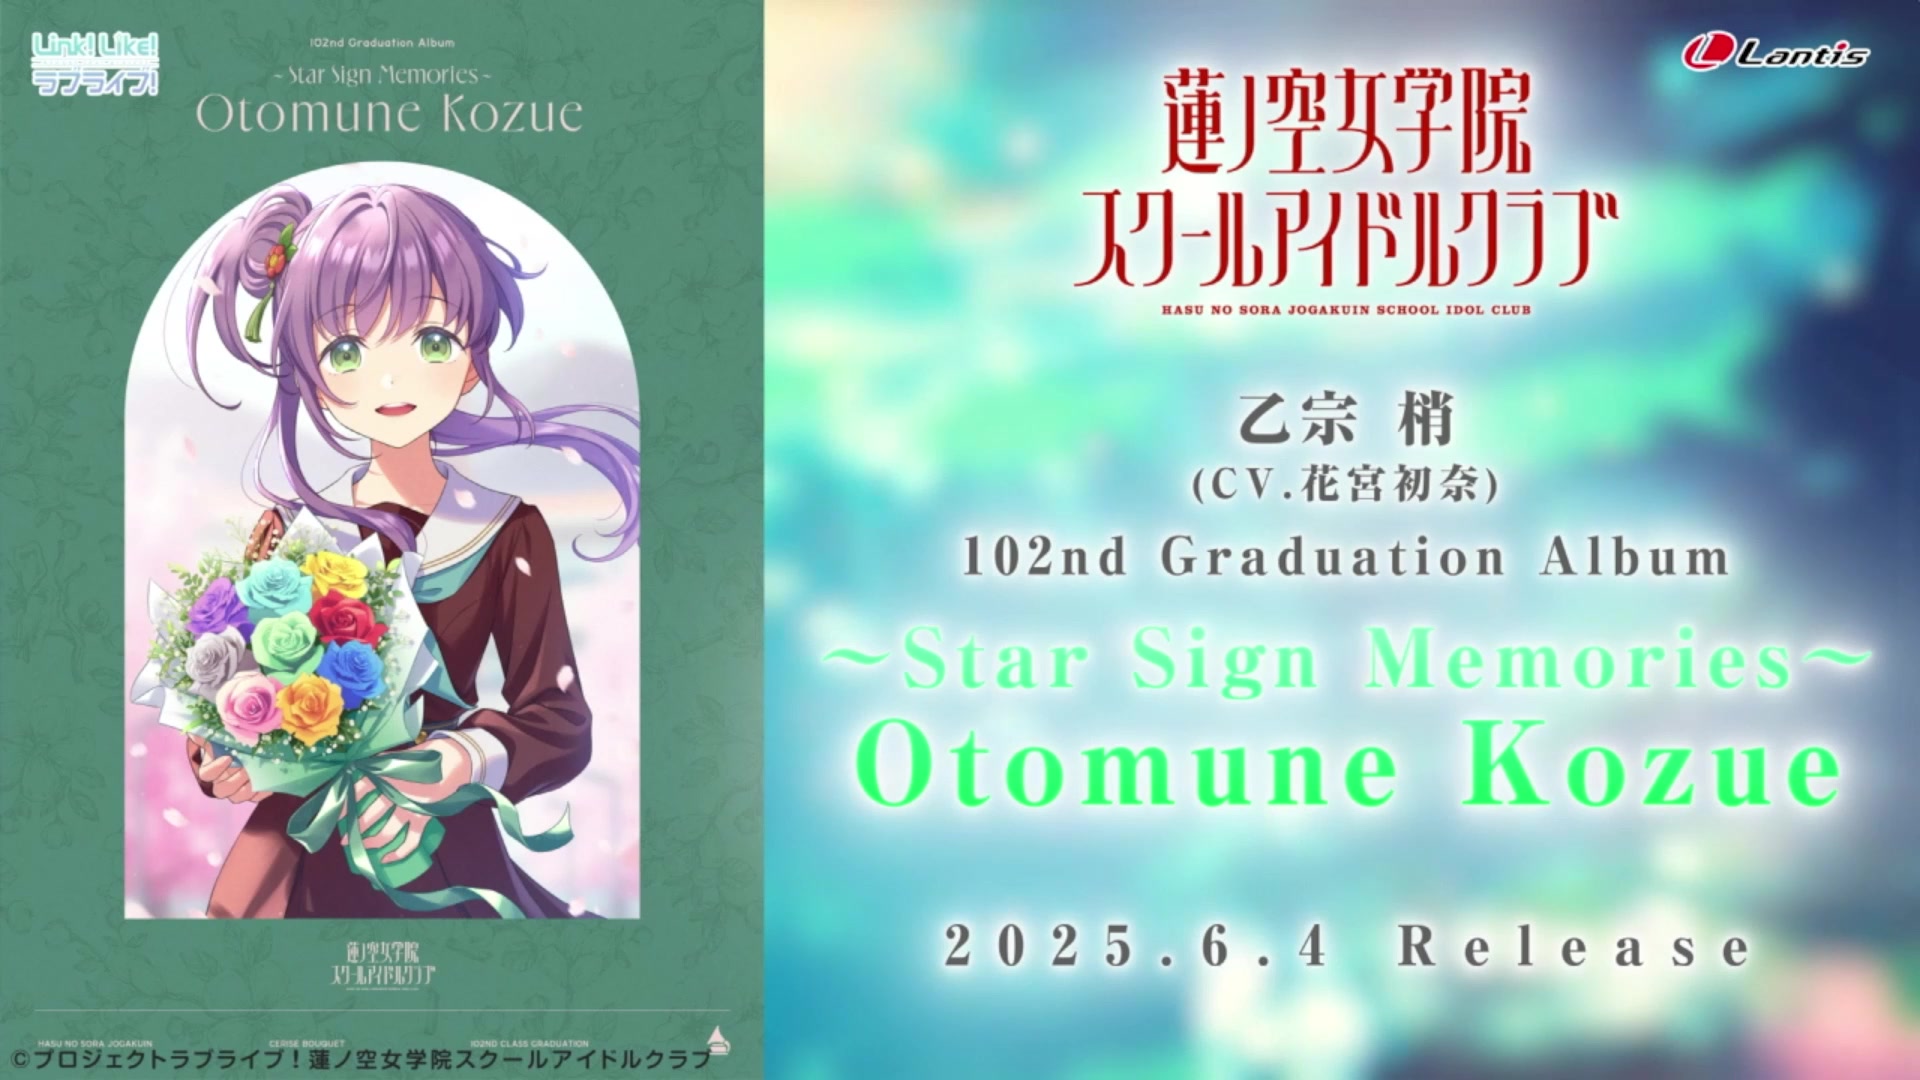 Link! Like!
ラブライブ!
102nd Graduation Album
~Star Sign Memories~
Otomune Kozue
蓮ノ空女学院
スクールアイドルクラブ
HASU NO SORA JOGAKUIN
CERISE BOUQUET
102ND CLASS GRADUATION
©プロジェクトラブライブ!蓮ノ空女学院スクールアイドルクラブ
Lantis
蓮ノ空女学院
スクールアイドルクラブ
HASU NO SORA JOGAKUIN SCHOOL IDOL CLUB
乙宗 梢
(CV.花宮初奈)
102nd Graduation Album
～Star Sign Memories～
Otomune Kozue
2025.6.4 Release